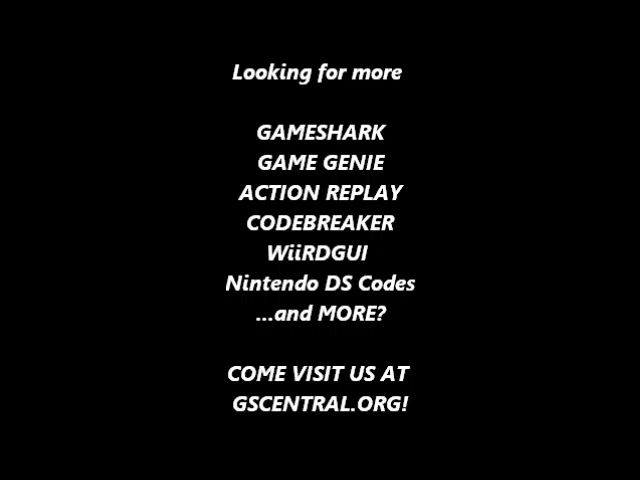 Looking for more
GAMESHARK
GAME GENIE
ACTION REPLAY
CODEBREAKER
WiiRDGUI
Nintendo DS Codes
...and MORE?
COME VISIT US AT
GSCENTRAL.ORG!